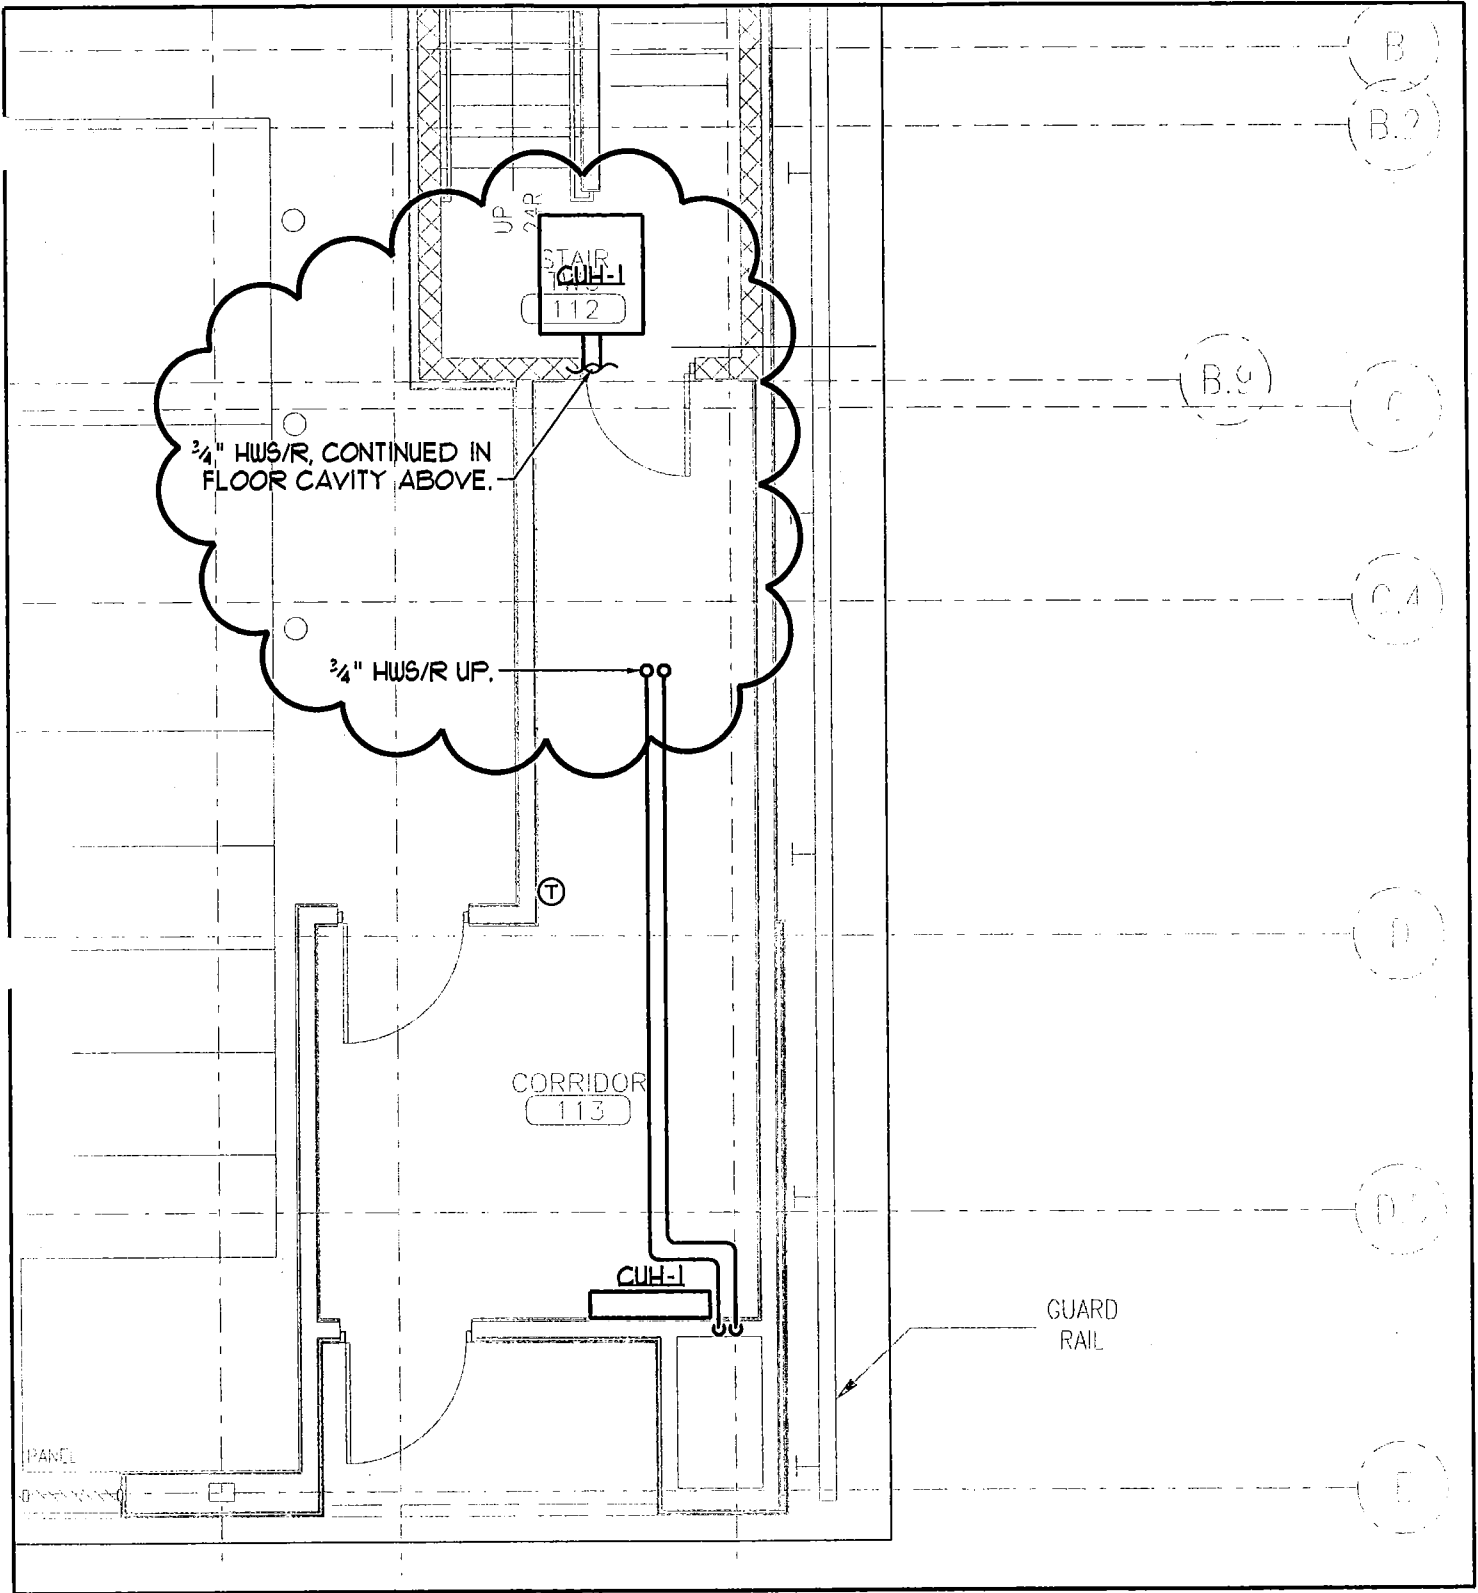 B
B.2
UP
24R
STAIR
TWO
CUH-1
112
B.9
C
3/4" HWS/R, CONTINUED IN
FLOOR CAVITY ABOVE.
C.4
3/4" HWS/R UP.
T
D
CORRIDOR
113
CUH-1
GUARD
RAIL
PANEL
E